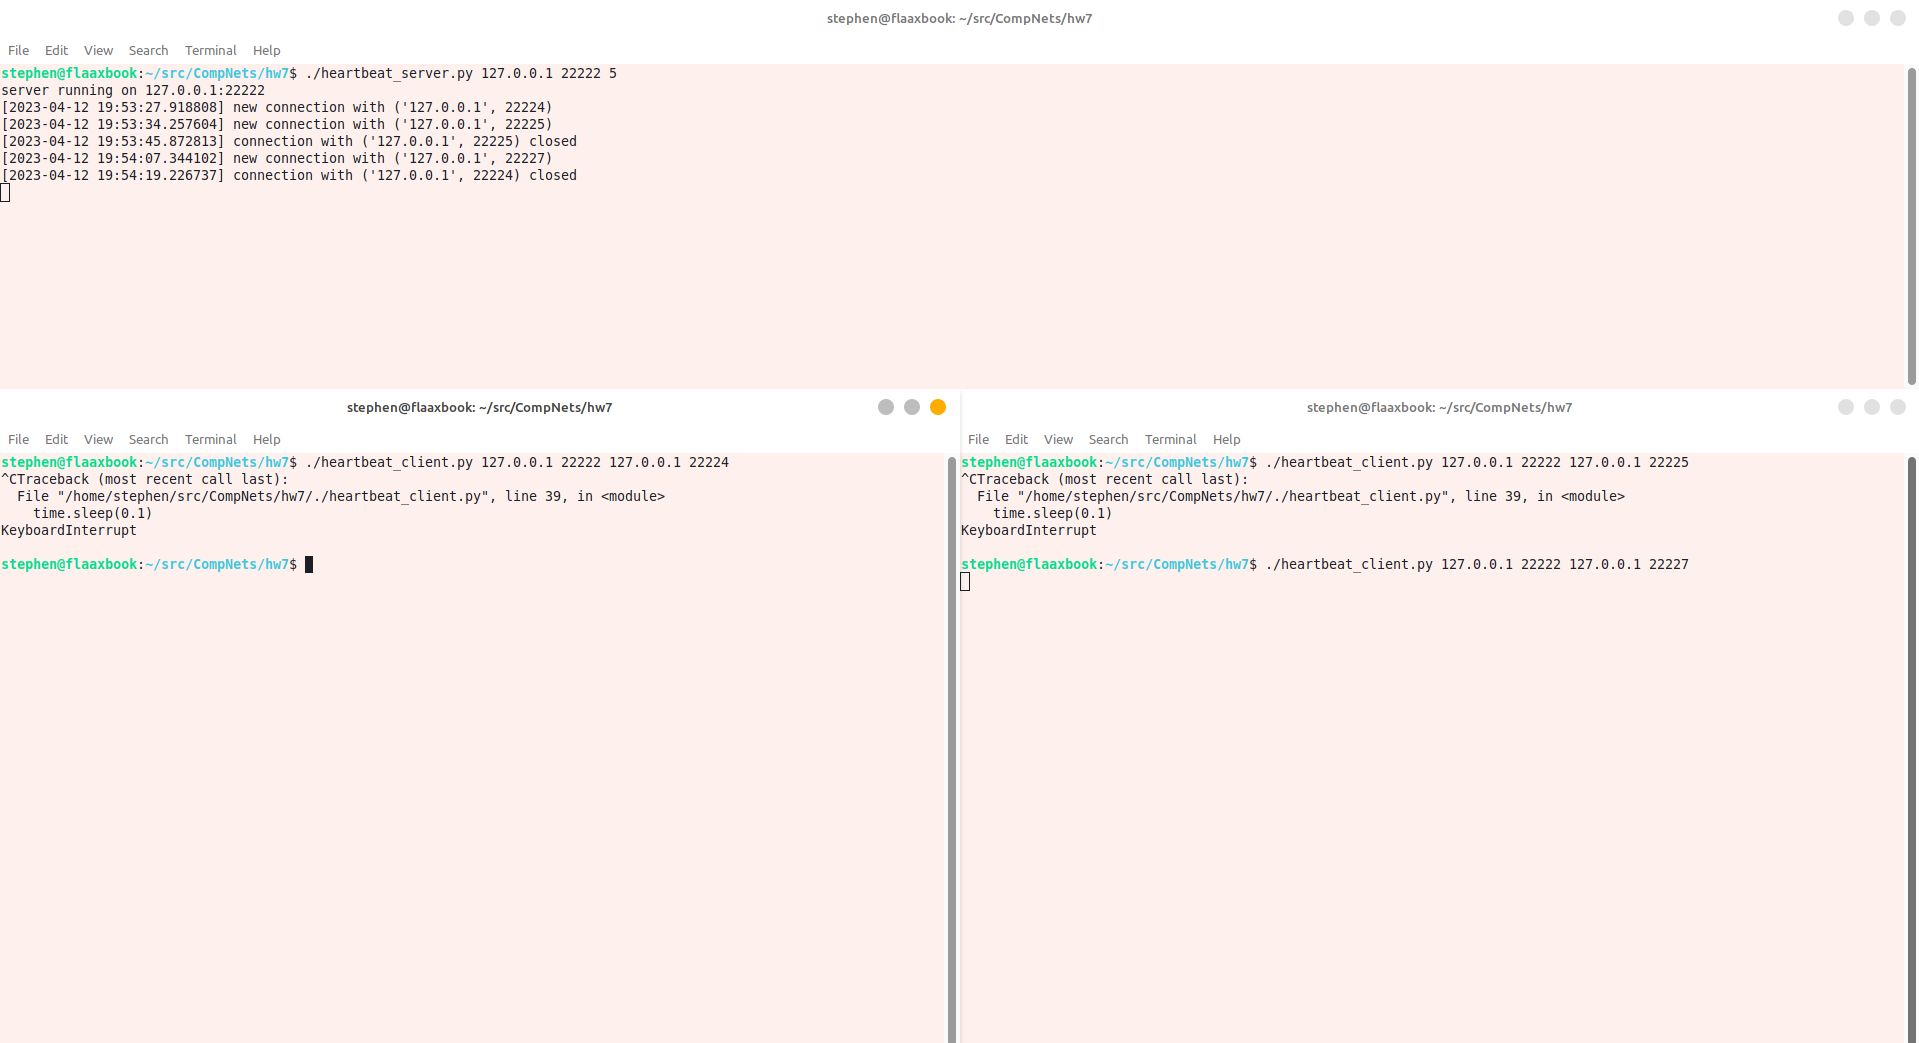 stephen@flaaxbook: ~/src/CompNets/hw7
File Edit View Search Terminal Help
stephen@flaaxbook:~/src/CompNets/hw7$ ./heartbeat_server.py 127.0.0.1 22222 5
server running on 127.0.0.1:22222
[2023-04-12 19:53:27.918808] new connection with ('127.0.0.1', 22224)
[2023-04-12 19:53:34.257604] new connection with ('127.0.0.1', 22225)
[2023-04-12 19:53:45.872813] connection with ('127.0.0.1', 22225) closed
[2023-04-12 19:54:07.344102] new connection with ('127.0.0.1', 22227)
[2023-04-12 19:54:19.226737] connection with ('127.0.0.1', 22224) closed
stephen@flaaxbook: ~/src/CompNets/hw7
File Edit View Search Terminal Help
stephen@flaaxbook:~/src/CompNets/hw7$ ./heartbeat_client.py 127.0.0.1 22222 127.0.0.1 22224
^CTraceback (most recent call last):
  File "/home/stephen/src/CompNets/hw7/./heartbeat_client.py", line 39, in <module>
    time.sleep(0.1)
KeyboardInterrupt
stephen@flaaxbook:~/src/CompNets/hw7$
stephen@flaaxbook: ~/src/CompNets/hw7
File Edit View Search Terminal Help
stephen@flaaxbook:~/src/CompNets/hw7$ ./heartbeat_client.py 127.0.0.1 22222 127.0.0.1 22225
^CTraceback (most recent call last):
  File "/home/stephen/src/CompNets/hw7/./heartbeat_client.py", line 39, in <module>
    time.sleep(0.1)
KeyboardInterrupt
stephen@flaaxbook:~/src/CompNets/hw7$ ./heartbeat_client.py 127.0.0.1 22222 127.0.0.1 22227